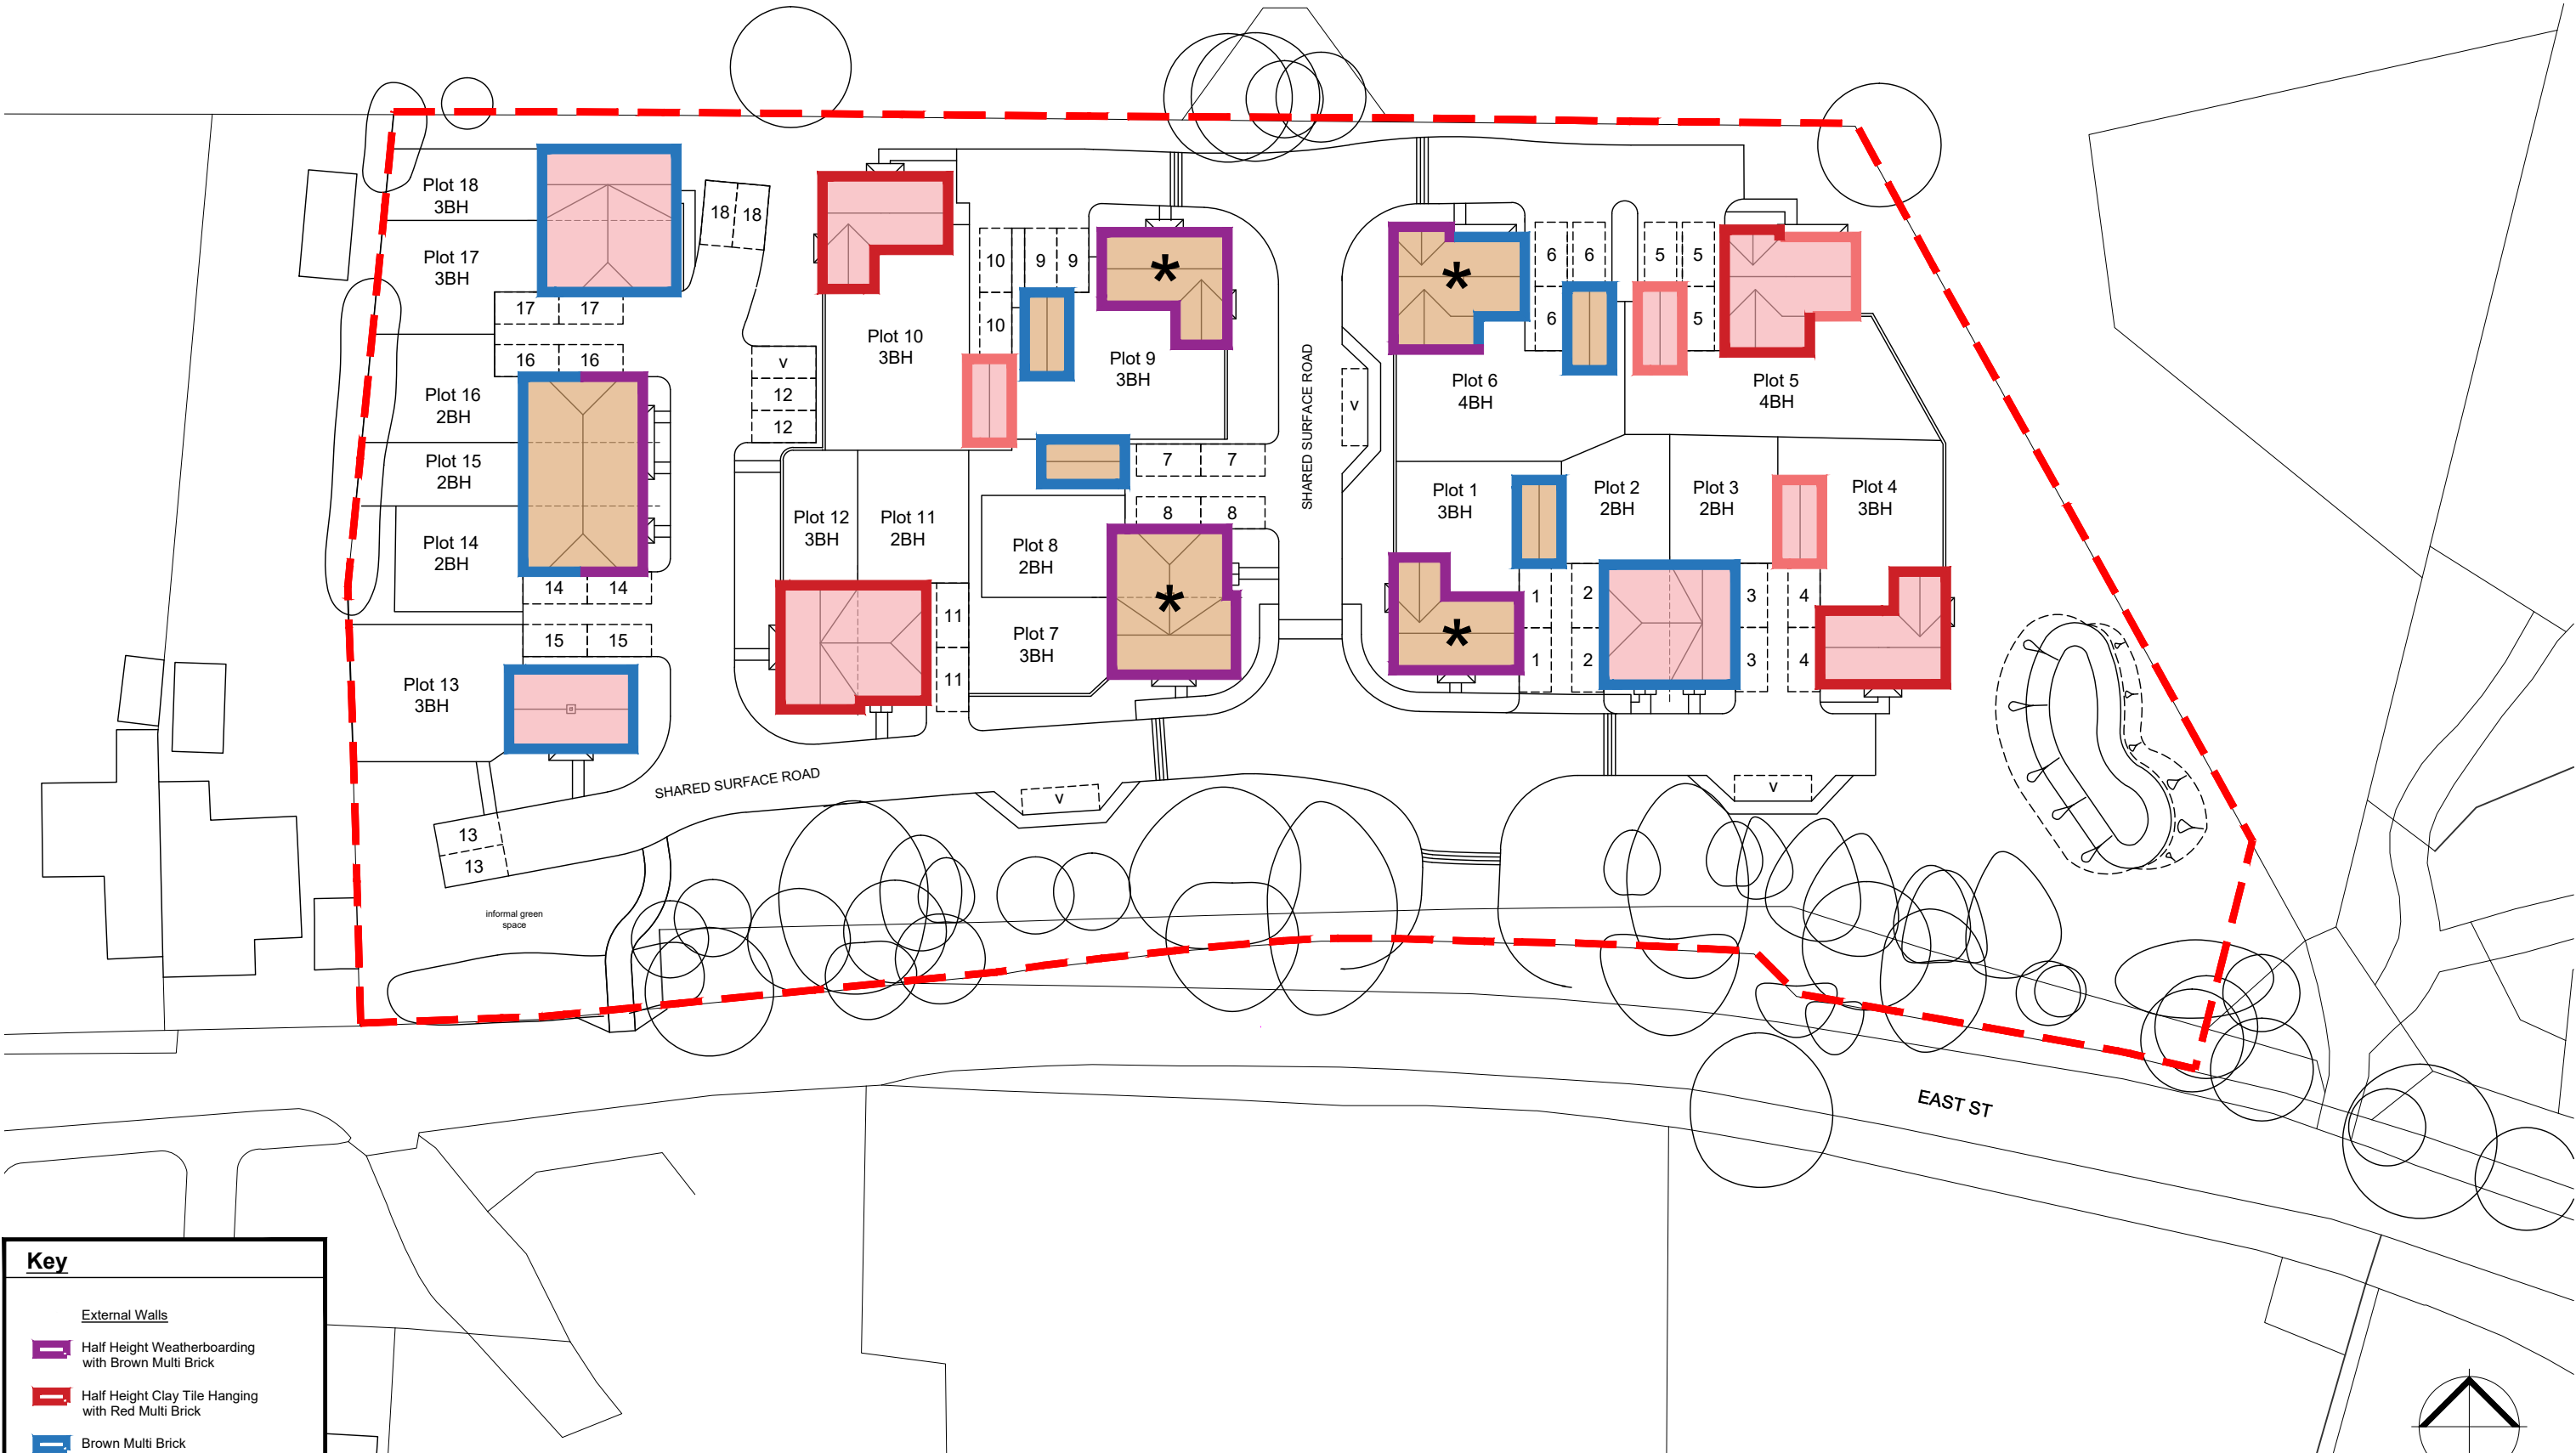 Plot 18
3BH
18
18
Plot 17
3BH
17
17
16
16
Plot 16
2BH
Plot 15
2BH
Plot 14
2BH
14
14
15
15
Plot 13
3BH
13
13
informal green
space
SHARED SURFACE ROAD
v
12
12
Plot 10
3BH
10
10
9
9
*
Plot 9
3BH
7
7
8
8
Plot 12
3BH
Plot 11
2BH
11
11
Plot 8
2BH
Plot 7
3BH
*
v
SHARED SURFACE ROAD
v
*
6
6
6
5
5
5
Plot 6
4BH
Plot 5
4BH
Plot 1
3BH
Plot 2
2BH
Plot 3
2BH
Plot 4
3BH
*
1
1
2
2
3
3
4
4
v
EAST ST
Key
External Walls
Half Height Weatherboarding
with Brown Multi Brick
Half Height Clay Tile Hanging
with Red Multi Brick
Brown Multi Brick